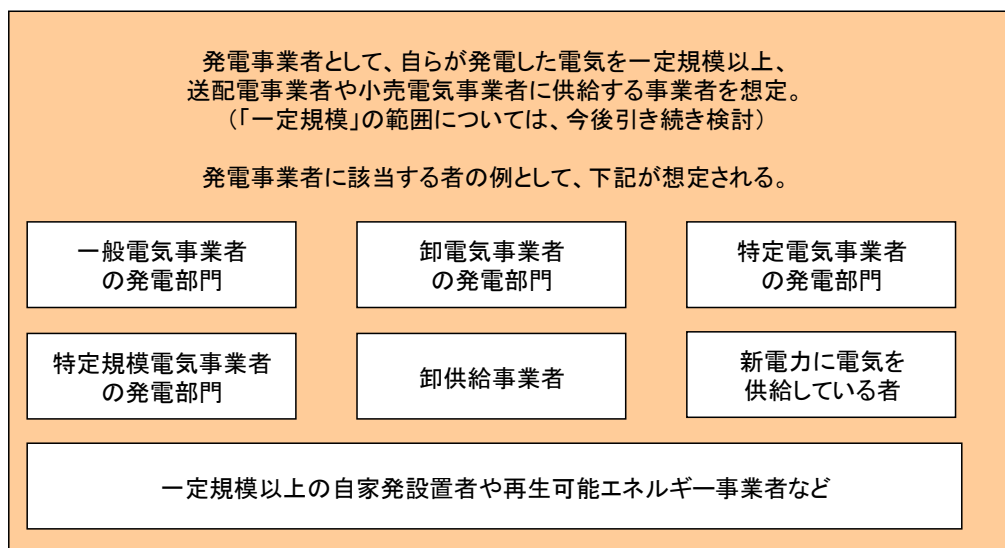 発電事業者として、自らが発電した電気を一定規模以上、
送配電事業者や小売電気事業者に供給する事業者を想定。
（「一定規模」の範囲については、今後引き続き検討）
発電事業者に該当する者の例として、下記が想定される。
一般電気事業者
の発電部門
卸電気事業者
の発電部門
特定電気事業者
の発電部門
特定規模電気事業者
の発電部門
卸供給事業者
新電力に電気を
供給している者
一定規模以上の自家発設置者や再生可能エネルギー事業者など